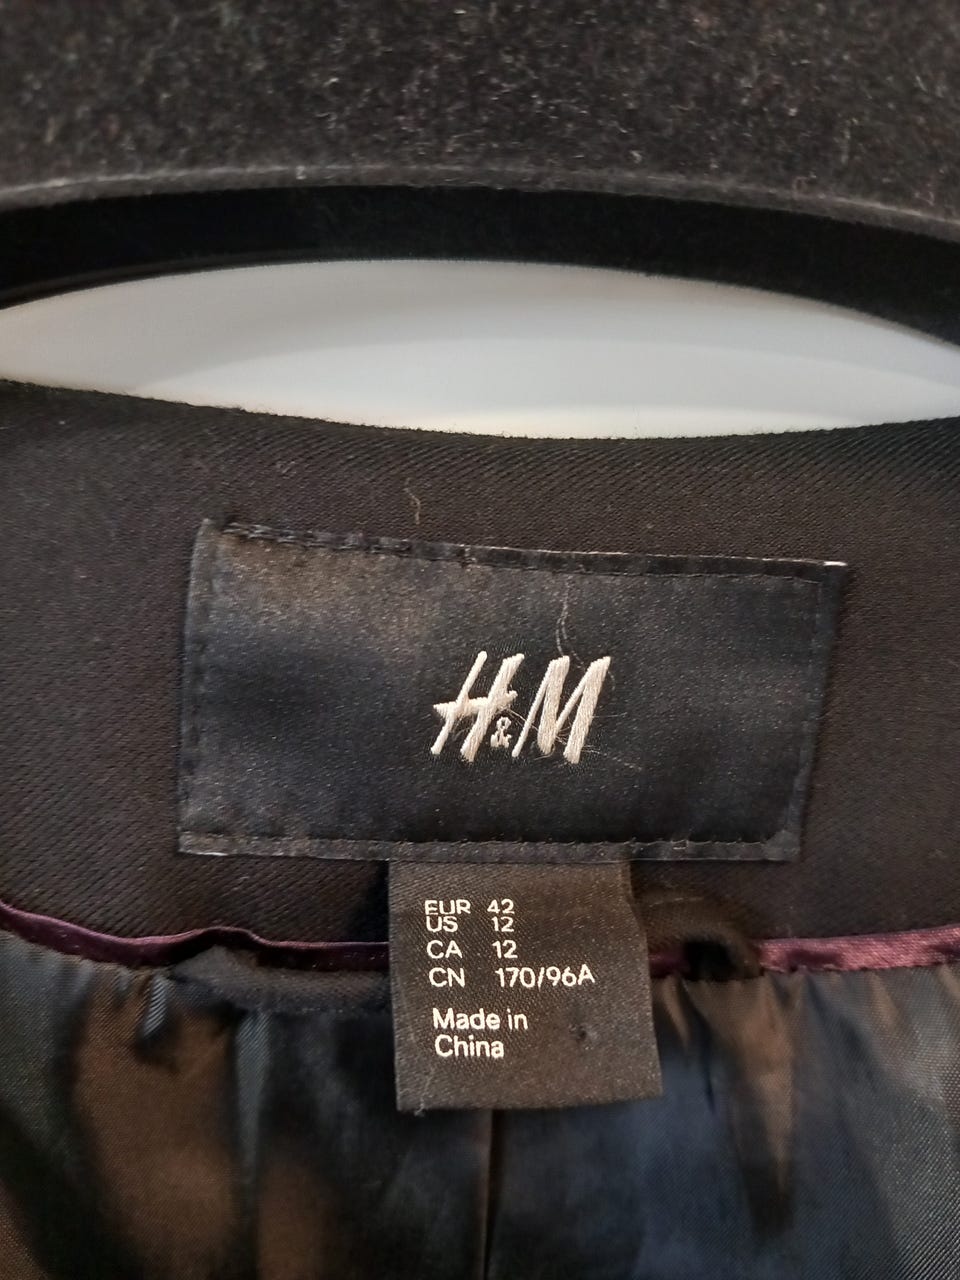 H&M
EUR 42
US 12
CA 12
CN 170/96A
Made in
China